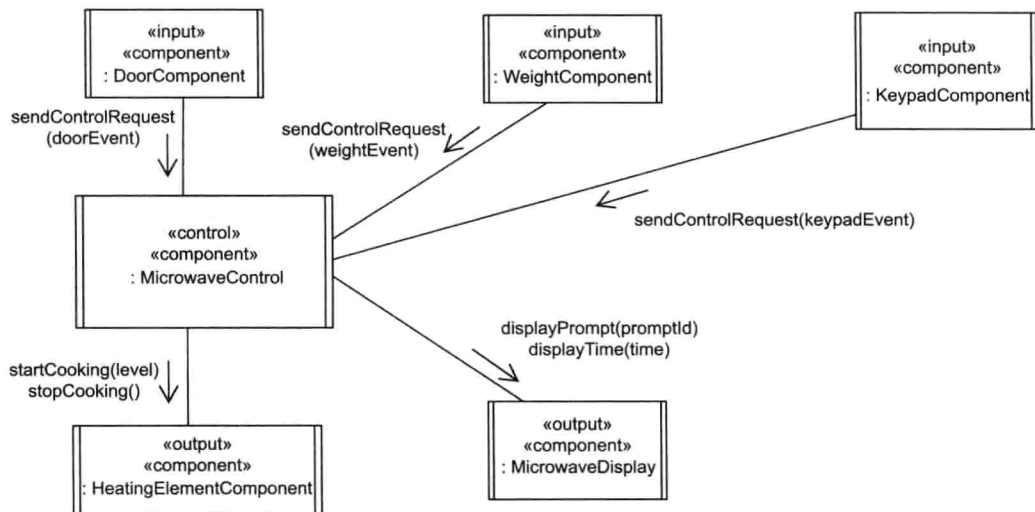 «input»
«component»
: DoorComponent
«input»
«component»
: WeightComponent
«input»
«component»
: KeypadComponent
sendControlRequest
(doorEvent)
sendControlRequest
(weightEvent)
sendControlRequest(keypadEvent)
«control»
«component»
: MicrowaveControl
displayPrompt(promptId)
displayTime(time)
startCooking(level)
stopCooking()
«output»
«component»
: HeatingElementComponent
«output»
«component»
: MicrowaveDisplay